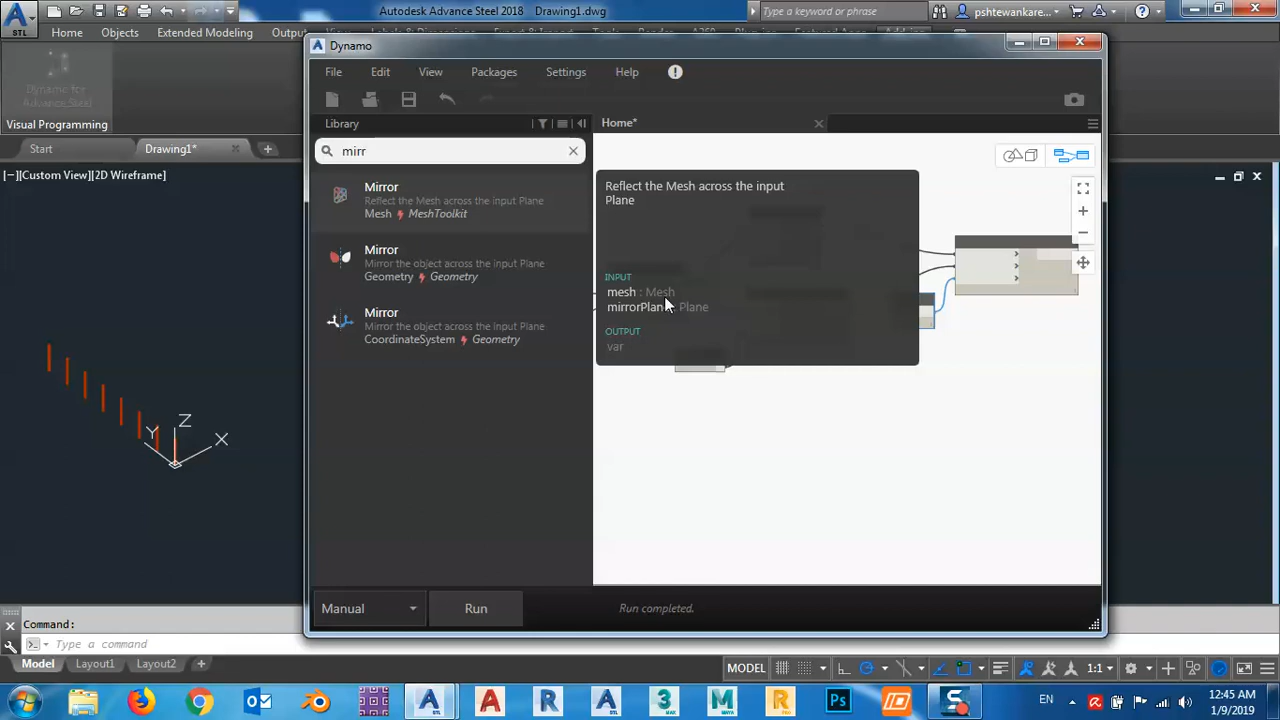 Autodesk Advance Steel 2018 Drawing1.dwg
Type a keyword or phrase
pshtewankare...
STL
Home Objects Extended Modeling Output
Dynamo for
Advance Steel
Visual Programming
Start
Drawing1*
[−][Custom View][2D Wireframe]
Dynamo
File Edit View Packages Settings Help
Library
Home*
mirr
Mirror
Reflect the Mesh across the input Plane
Mesh MeshToolkit
Mirror
Mirror the object across the input Plane
Geometry Geometry
Mirror
Mirror the object across the input Plane
CoordinateSystem Geometry
Reflect the Mesh across the input
Plane
INPUT
mesh : Mesh
mirrorPlane : Plane
OUTPUT
var
Z
Y
X
Manual
Run
Run completed.
Command:
Type a command
Model Layout1 Layout2
MODEL
1:1
EN
12:45 AM
1/9/2019